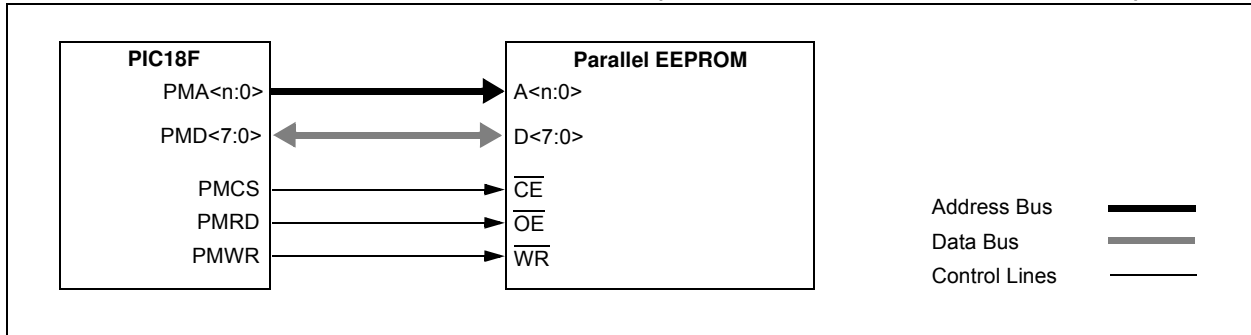 PIC18F
PMA<n:0>
PMD<7:0>
PMCS
PMRD
PMWR
Parallel EEPROM
A<n:0>
D<7:0>
CE
OE
WR
Address Bus
Data Bus
Control Lines